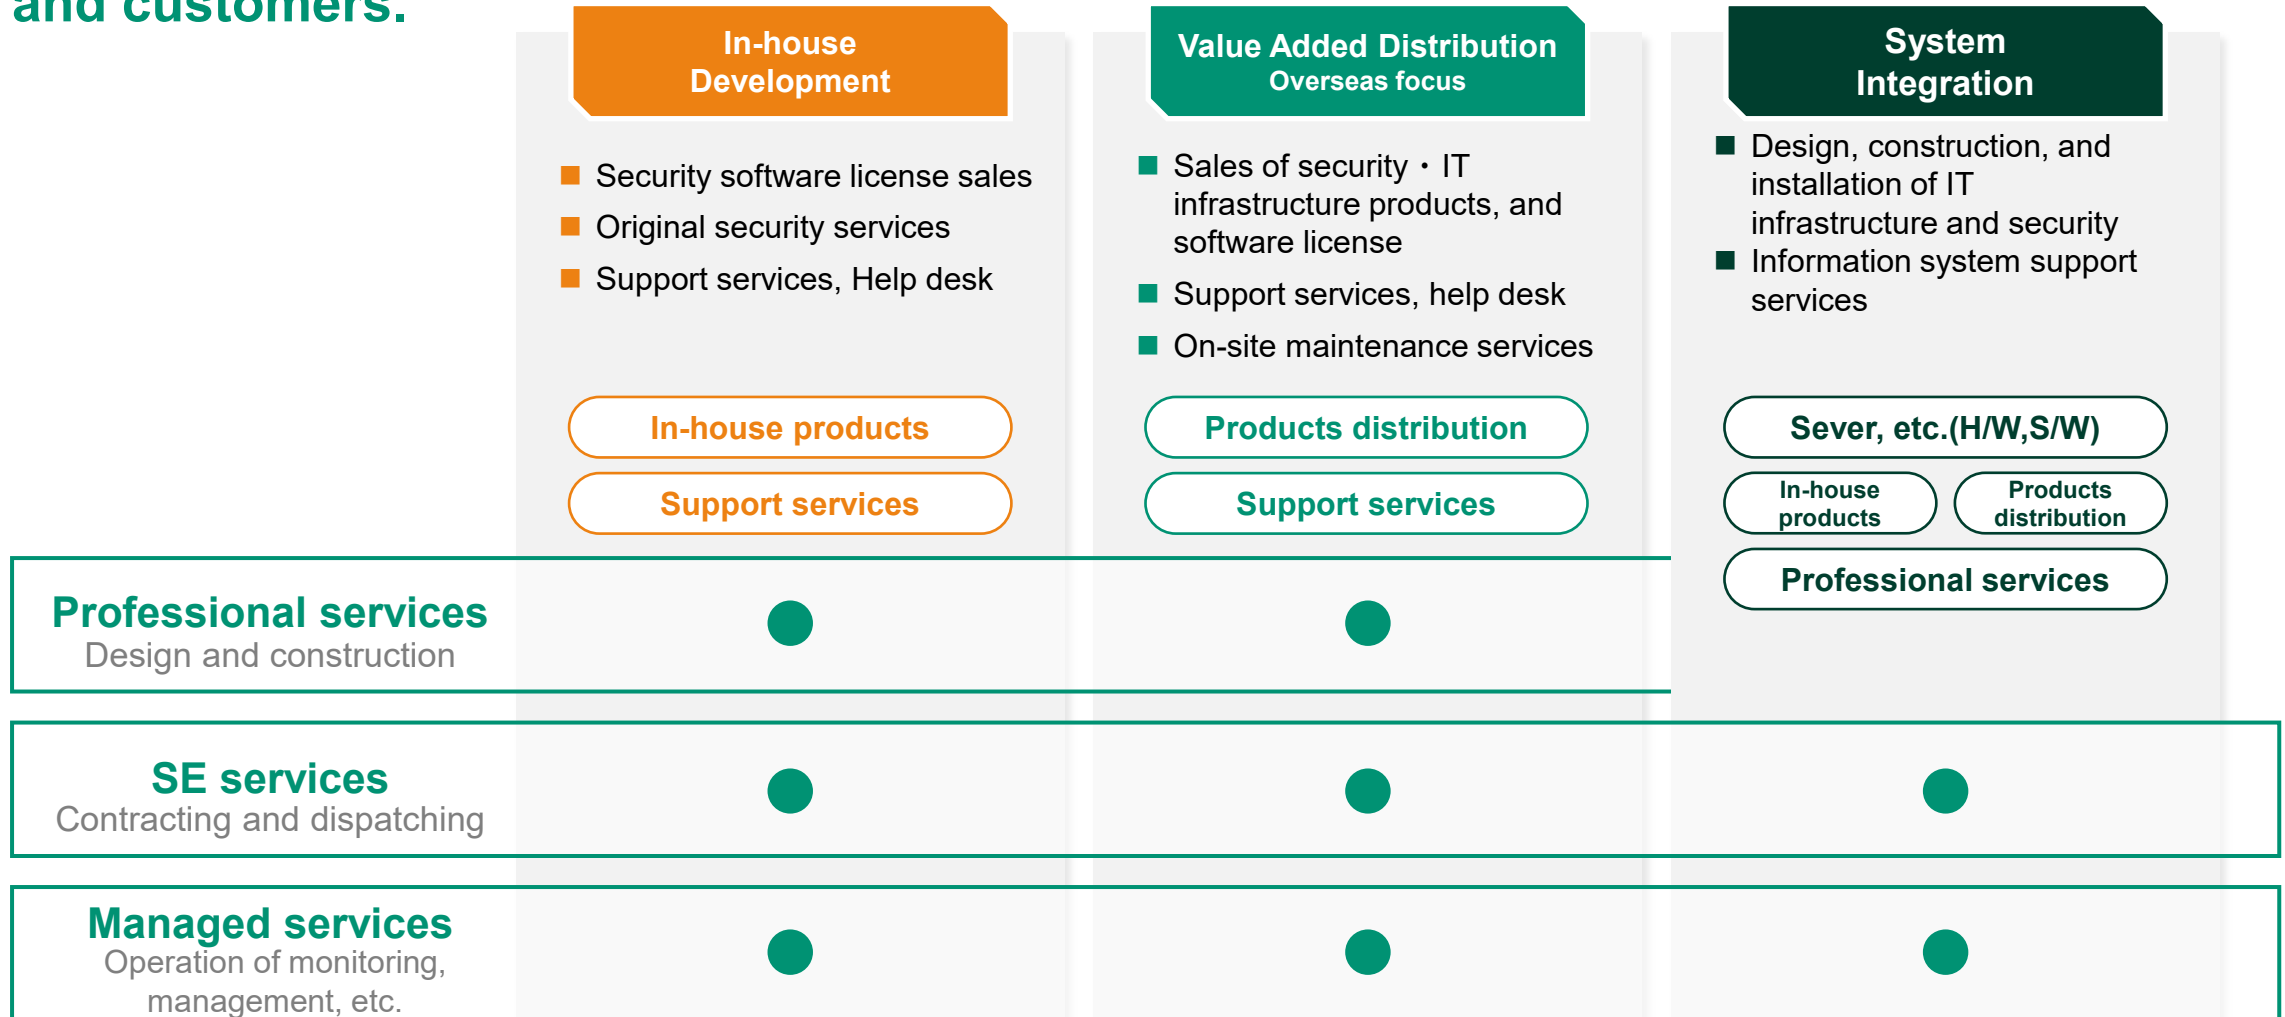 and customers.
In-house
Development
Security software license sales
Original security services
Support services, Help desk
In-house products
Support services
Value Added Distribution
Overseas focus
Sales of security・IT
infrastructure products, and
software license
Support services, help desk
On-site maintenance services
Products distribution
Support services
System
Integration
Design, construction, and
installation of IT
infrastructure and security
Information system support
services
Sever, etc.(H/W,S/W)
In-house
products
Products
distribution
Professional services
Professional services
Design and construction
SE services
Contracting and dispatching
Managed services
Operation of monitoring,
management, etc.